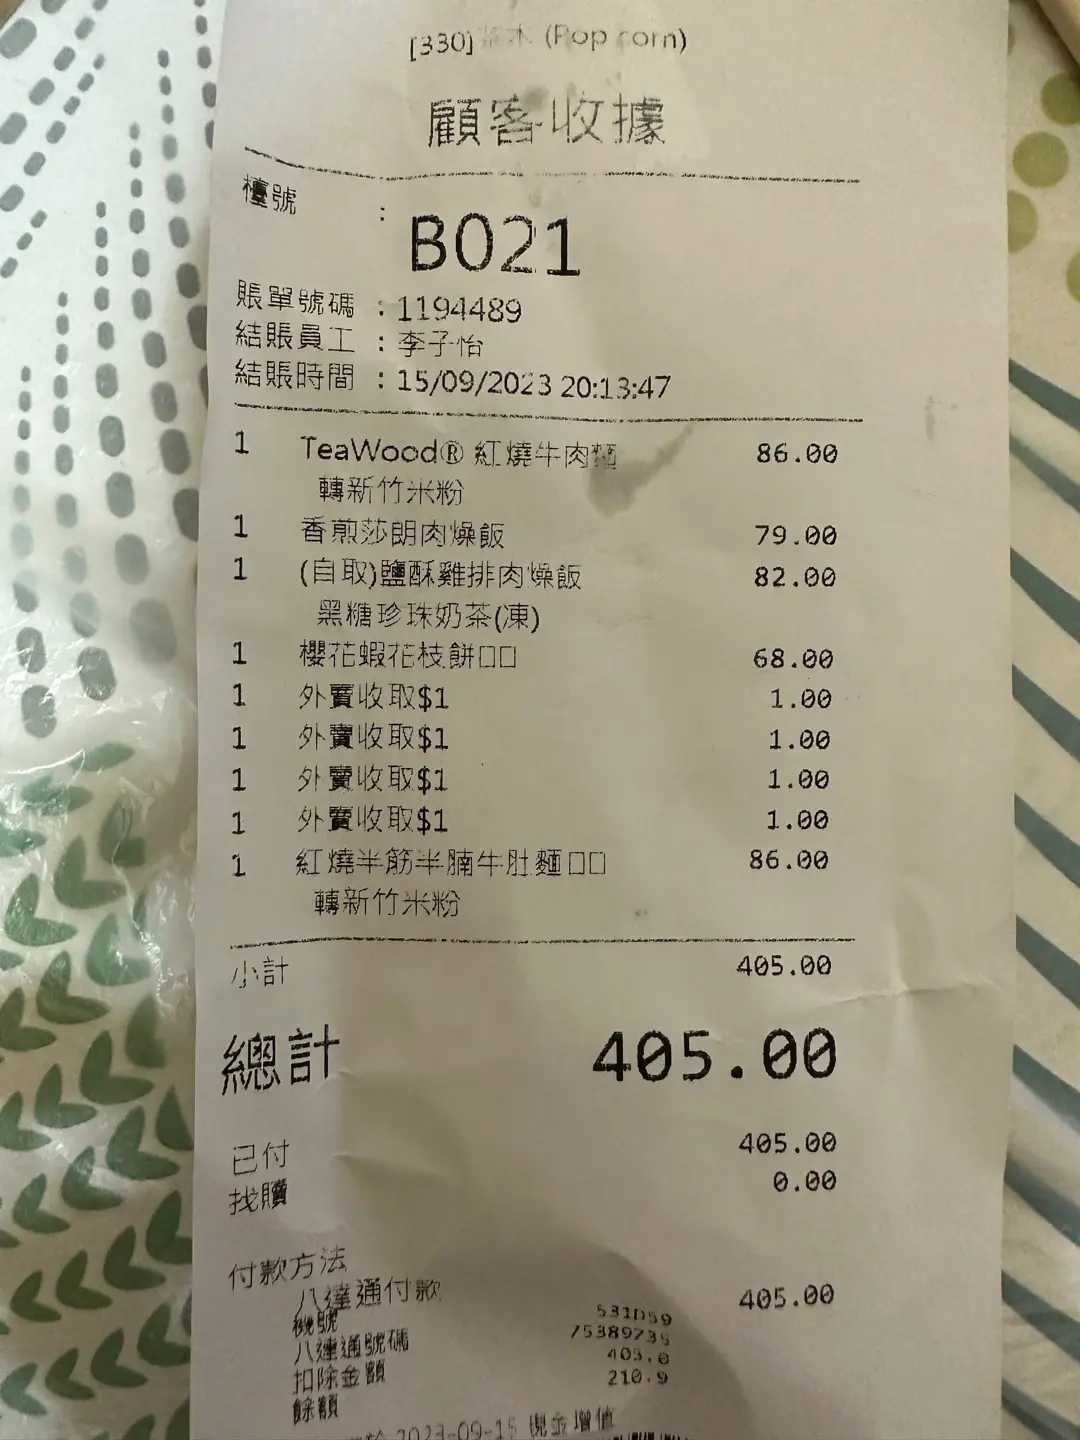 [330] 茶木 (Pop corn)
顧客收據
檯號 : B021
賬單號碼 : 1194489
結賬員工 : 李子怡
結賬時間 : 15/09/2023 20:13:47
1 TeaWood® 紅燒牛肉麵 86.00
轉新竹米粉
1 香煎莎朗肉燥飯 79.00
1 (自取)鹽酥雞排肉燥飯 82.00
黑糖珍珠奶茶(凍)
1 櫻花蝦花枝餅□□ 68.00
1 外賣收取$1 1.00
1 外賣收取$1 1.00
1 外賣收取$1 1.00
1 外賣收取$1 1.00
1 紅燒半筋半腩牛肚麵□□ 86.00
轉新竹米粉
小計 405.00
總計 405.00
已付 405.00
找贖 0.00
付款方法
八達通付款 405.00
機號 531D59
八達通號碼
扣除金額 405.0
餘額 210.9
2023-09-15 現金增值